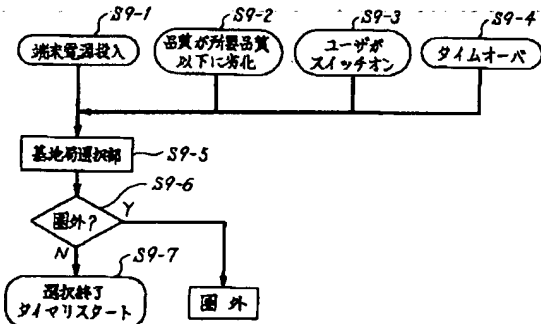 S9-1
S9-2
S9-3
S9-4
端末電源投入
品質が所要品質
以下に劣化
ユーザが
スイッチオン
タイムオーバ
基地局選択部
S9-5
S9-6
圏外?
Y
N
S9-7
選択終了
タイマリスタート
圏外